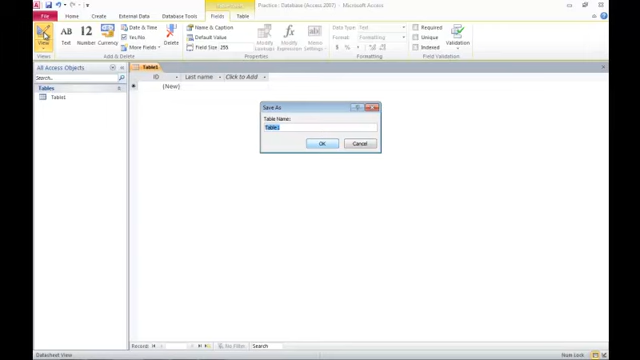 Practice : Database (Access 2007) - Microsoft Access
File
Home
Create
External Data
Database Tools
Fields
Table
View
Views
AB
Text
12
Number
Currency
Date & Time
Yes/No
More Fields
Add & Delete
Delete
Name & Caption
Default Value
Field Size 255
Modify Lookups
Modify Expression
Memo Settings
Properties
Data Type:
Format:
$ %
Formatting
Required
Unique
Indexed
Validation
Field Validation
All Access Objects
Search...
Tables
Table1
Table1
ID
Last name
Click to Add
(New)
Save As
Table Name:
Table1
OK
Cancel
Record:
No Filter
Search
Datasheet View
Num Lock